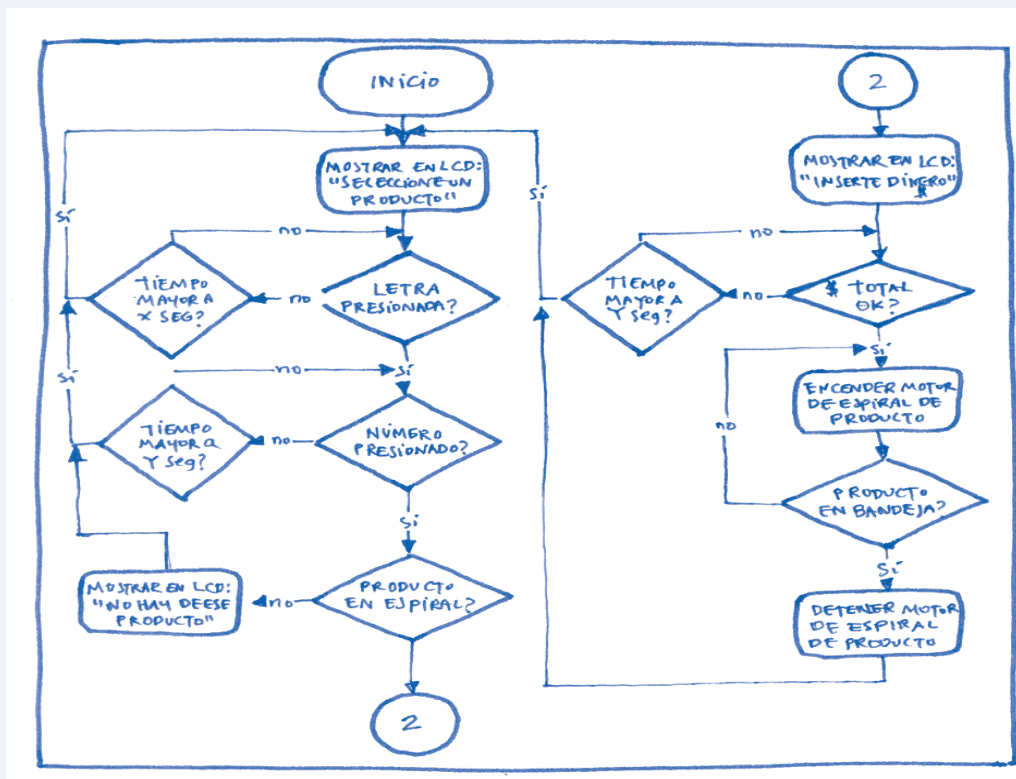 INICIO
MOSTRAR EN LCD:
"SELECCIONE UN
PRODUCTO"
Sí
no
TIEMPO
MAYOR A
X SEG?
no
LETRA
PRESIONADA?
Sí
no
Sí
TIEMPO
MAYOR a
Y seg?
no
NÚMERO
PRESIONADO?
Sí
MOSTRAR EN LCD:
"NO HAY DE ESE
PRODUCTO"
no
PRODUCTO
EN ESPIRAL?
2
2
MOSTRAR EN LCD:
"INSERTE DINERO"
Sí
no
TIEMPO
MAYOR A
Y seg?
no
$ TOTAL
OK?
Sí
ENCENDER MOTOR
DE ESPIRAL DE
PRODUCTO
no
PRODUCTO
EN BANDEJA?
Sí
DETENER MOTOR
DE ESPIRAL
DE PRODUCTO